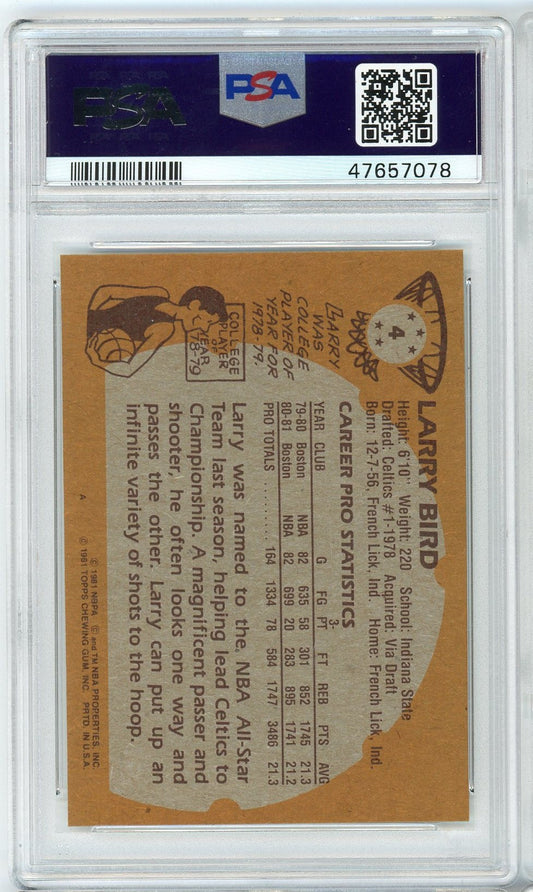 PSA
PSA
47657078
4
LARRY BIRD
Height: 6'10" Weight: 220 School: Indiana State
Drafted: Celtics #1-1978 Acquired: Via Draft
Born: 12-7-56, French Lick, Ind. Home: French Lick, Ind.
CAREER PRO STATISTICS
3-
YEAR CLUB G FG PT FT REB PTS AVG
79-80 Boston NBA 82 635 58 301 852 1745 21.3
80-81 Boston NBA 82 699 20 283 895 1741 21.2
PRO TOTALS 164 1334 78 584 1747 3486 21.3
Larry was named to the NBA All-Star
Team last season, helping lead Celtics to
Championship. A magnificent passer and
shooter, he often looks one way and
passes the other. Larry can put up an
infinite variety of shots to the hoop.
LARRY
WAS
COLLEGE
PLAYER OF
YEAR FOR
1978-79.
COLLEGE
PLAYER
OF
YEAR
78-79
A
© 1981 NBPA © and TM NBA PROPERTIES, INC.
© 1981 TOPPS CHEWING GUM, INC. PRTD. IN U.S.A.